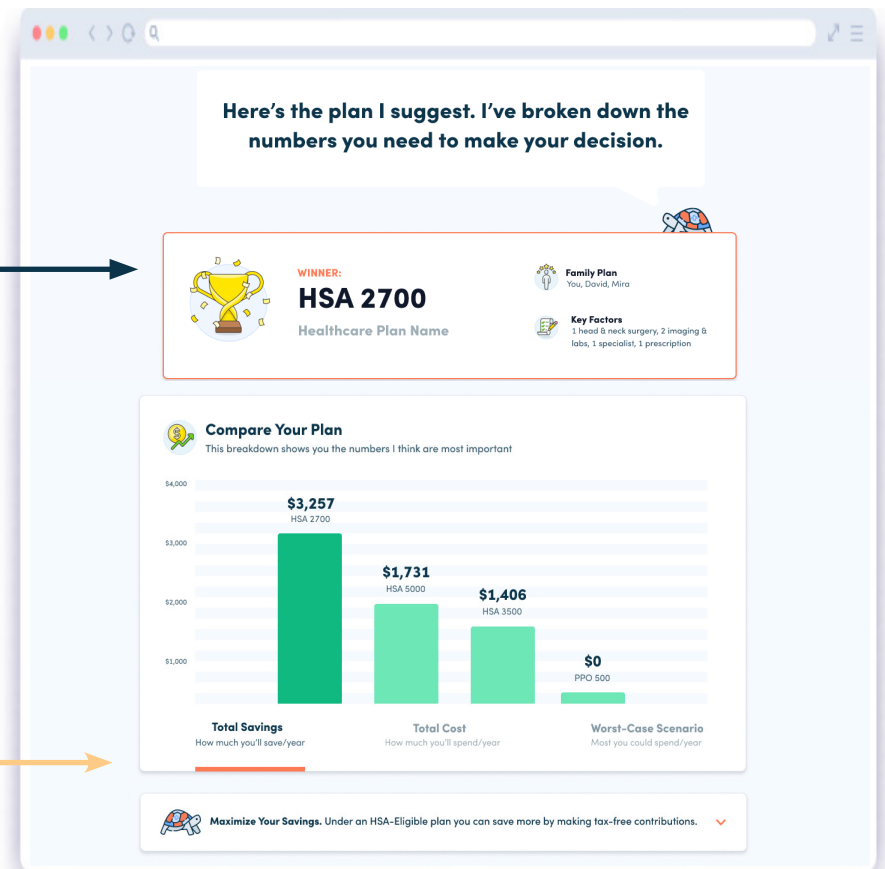 Here's the plan I suggest. I've broken down the
numbers you need to make your decision.
WINNER:
HSA 2700
Healthcare Plan Name
Family Plan
You, David, Mira
Key Factors
1 head & neck surgery, 2 imaging &
labs, 1 specialist, 1 prescription
Compare Your Plan
This breakdown shows you the numbers I think are most important
$4,000
$3,257
HSA 2700
$3,000
$1,731
HSA 5000
$1,406
HSA 3500
$2,000
$1,000
$0
PPO 500
Total Savings
How much you'll save/year
Total Cost
How much you'll spend/year
Worst-Case Scenario
Most you could spend/year
Maximize Your Savings. Under an HSA-Eligible plan you can save more by making tax-free contributions.